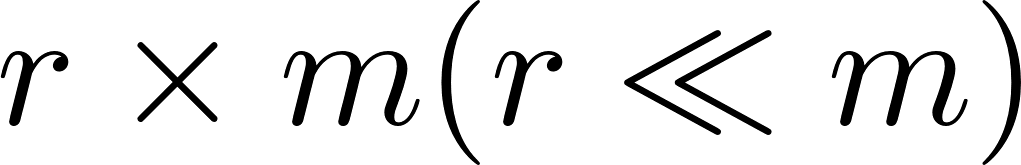 r × m(r ≪ m)